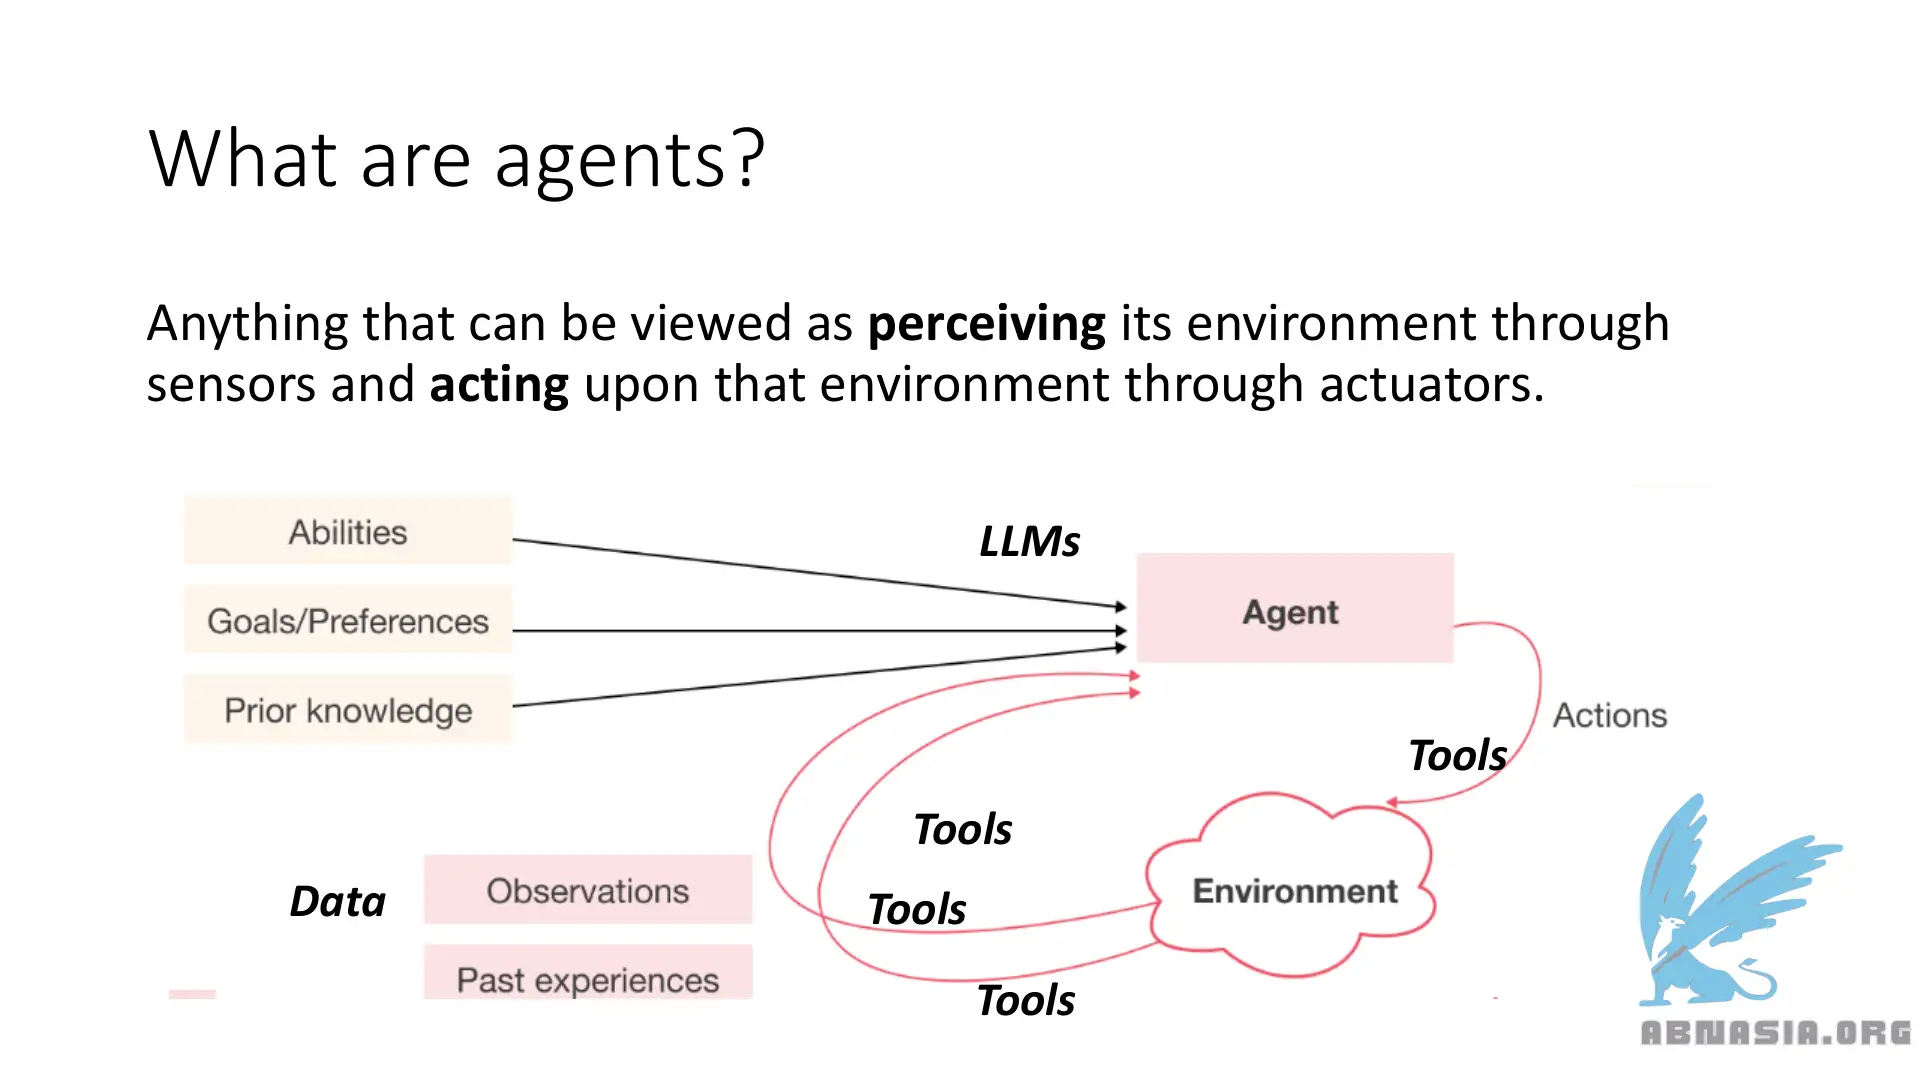 What are agents?
Anything that can be viewed as perceiving its environment through
sensors and acting upon that environment through actuators.
Abilities
LLMs
Agent
Goals/Preferences
Prior knowledge
Actions
Tools
Tools
Data
Observations
Tools
Environment
Past experiences
Tools
ABNASIA.ORG